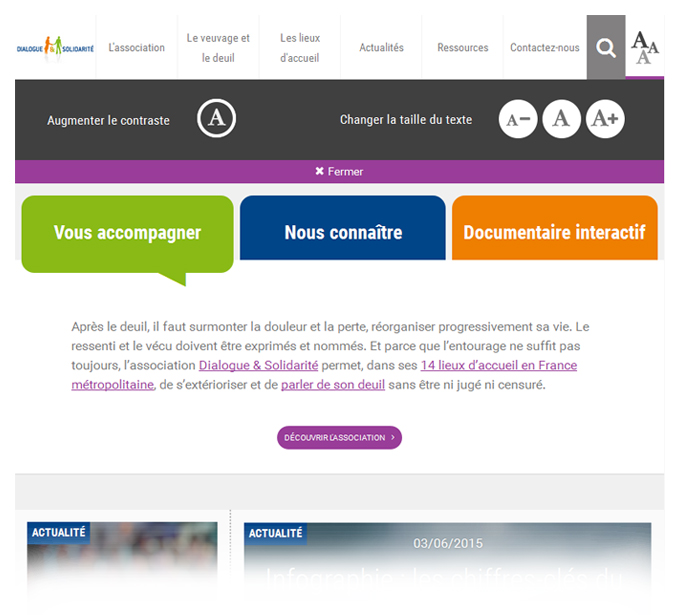 DIALOGUE & SOLIDARITÉ
L'association
Le veuvage et
le deuil
Les lieux
d'accueil
Actualités
Ressources
Contactez-nous
A A A
Augmenter le contraste
A
Changer la taille du texte
A−
A
A+
✖ Fermer
Vous accompagner
Nous connaître
Documentaire interactif
Après le deuil, il faut surmonter la douleur et la perte, réorganiser progressivement sa vie. Le
ressenti et le vécu doivent être exprimés et nommés. Et parce que l'entourage ne suffit pas
toujours, l'association Dialogue & Solidarité permet, dans ses 14 lieux d'accueil en France
métropolitaine, de s'extérioriser et de parler de son deuil sans être ni jugé ni censuré.
DÉCOUVRIR L'ASSOCIATION >
ACTUALITÉ
ACTUALITÉ
03/06/2015
Infographie : les chiffres-clés du